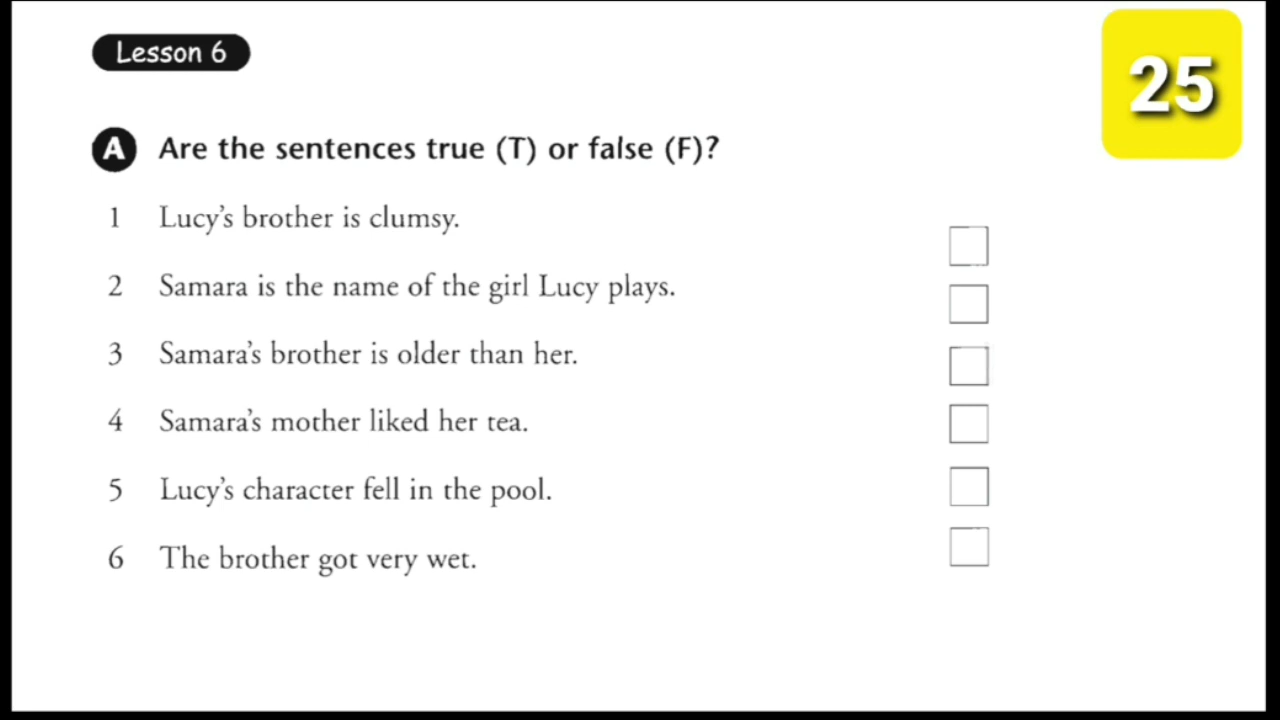 Lesson 6
25
A Are the sentences true (T) or false (F)?
1 Lucy's brother is clumsy.
2 Samara is the name of the girl Lucy plays.
3 Samara's brother is older than her.
4 Samara's mother liked her tea.
5 Lucy's character fell in the pool.
6 The brother got very wet.